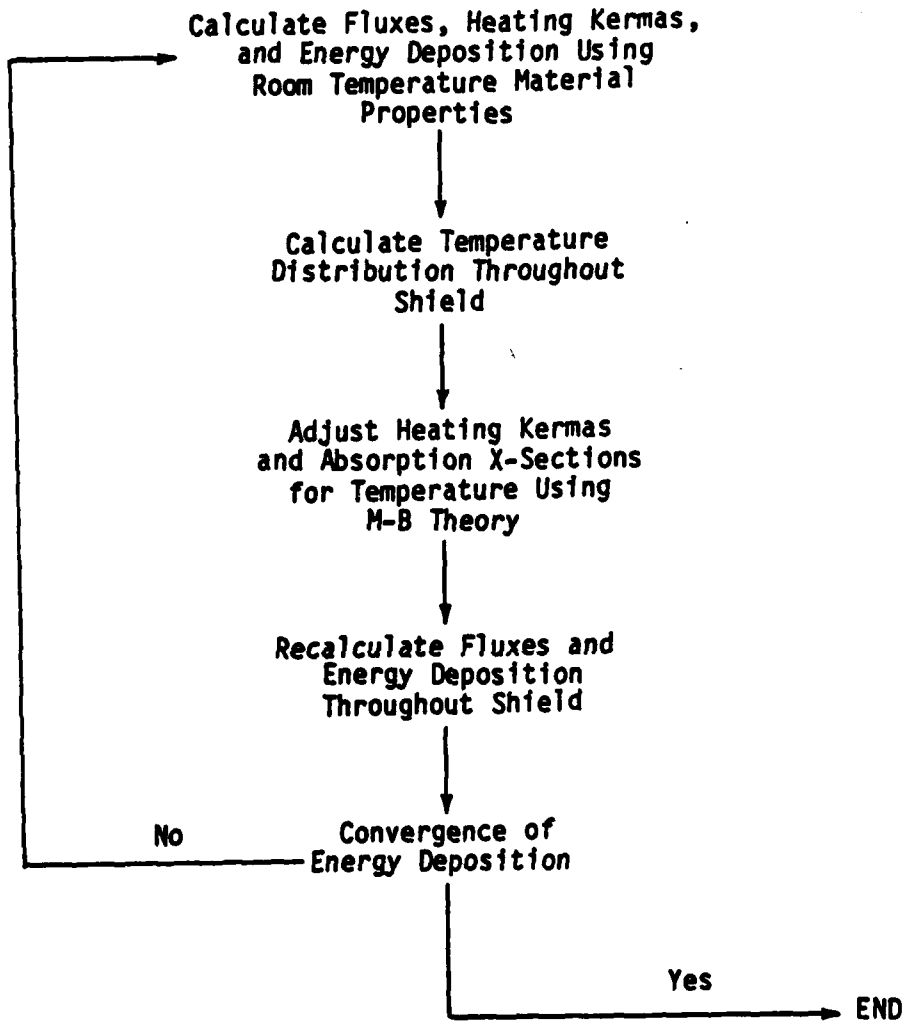 Calculate Fluxes, Heating Kermas,
and Energy Deposition Using
Room Temperature Material
Properties
Calculate Temperature
Distribution Throughout
Shield
Adjust Heating Kermas
and Absorption X-Sections
for Temperature Using
M-B Theory
Recalculate Fluxes and
Energy Deposition
Throughout Shield
No
Convergence of
Energy Deposition
Yes
END